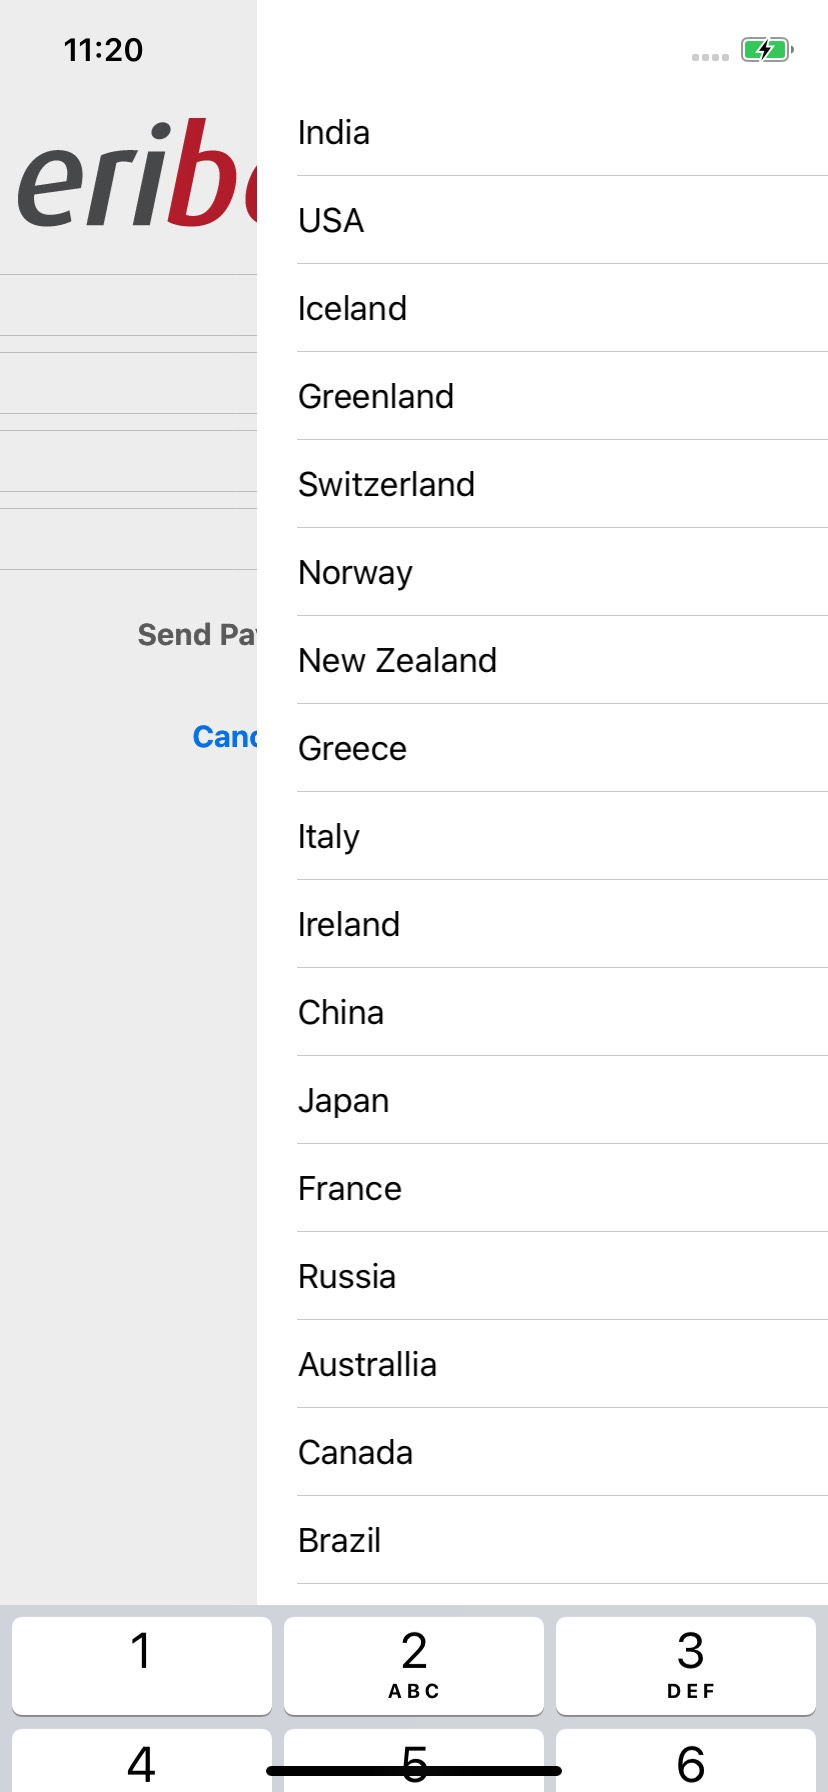 11:20
erib
India
USA
Iceland
Greenland
Switzerland
Norway
Send Pa
New Zealand
Canc
Greece
Italy
Ireland
China
Japan
France
Russia
Australlia
Canada
Brazil
1
2
ABC
3
DEF
4
5
6